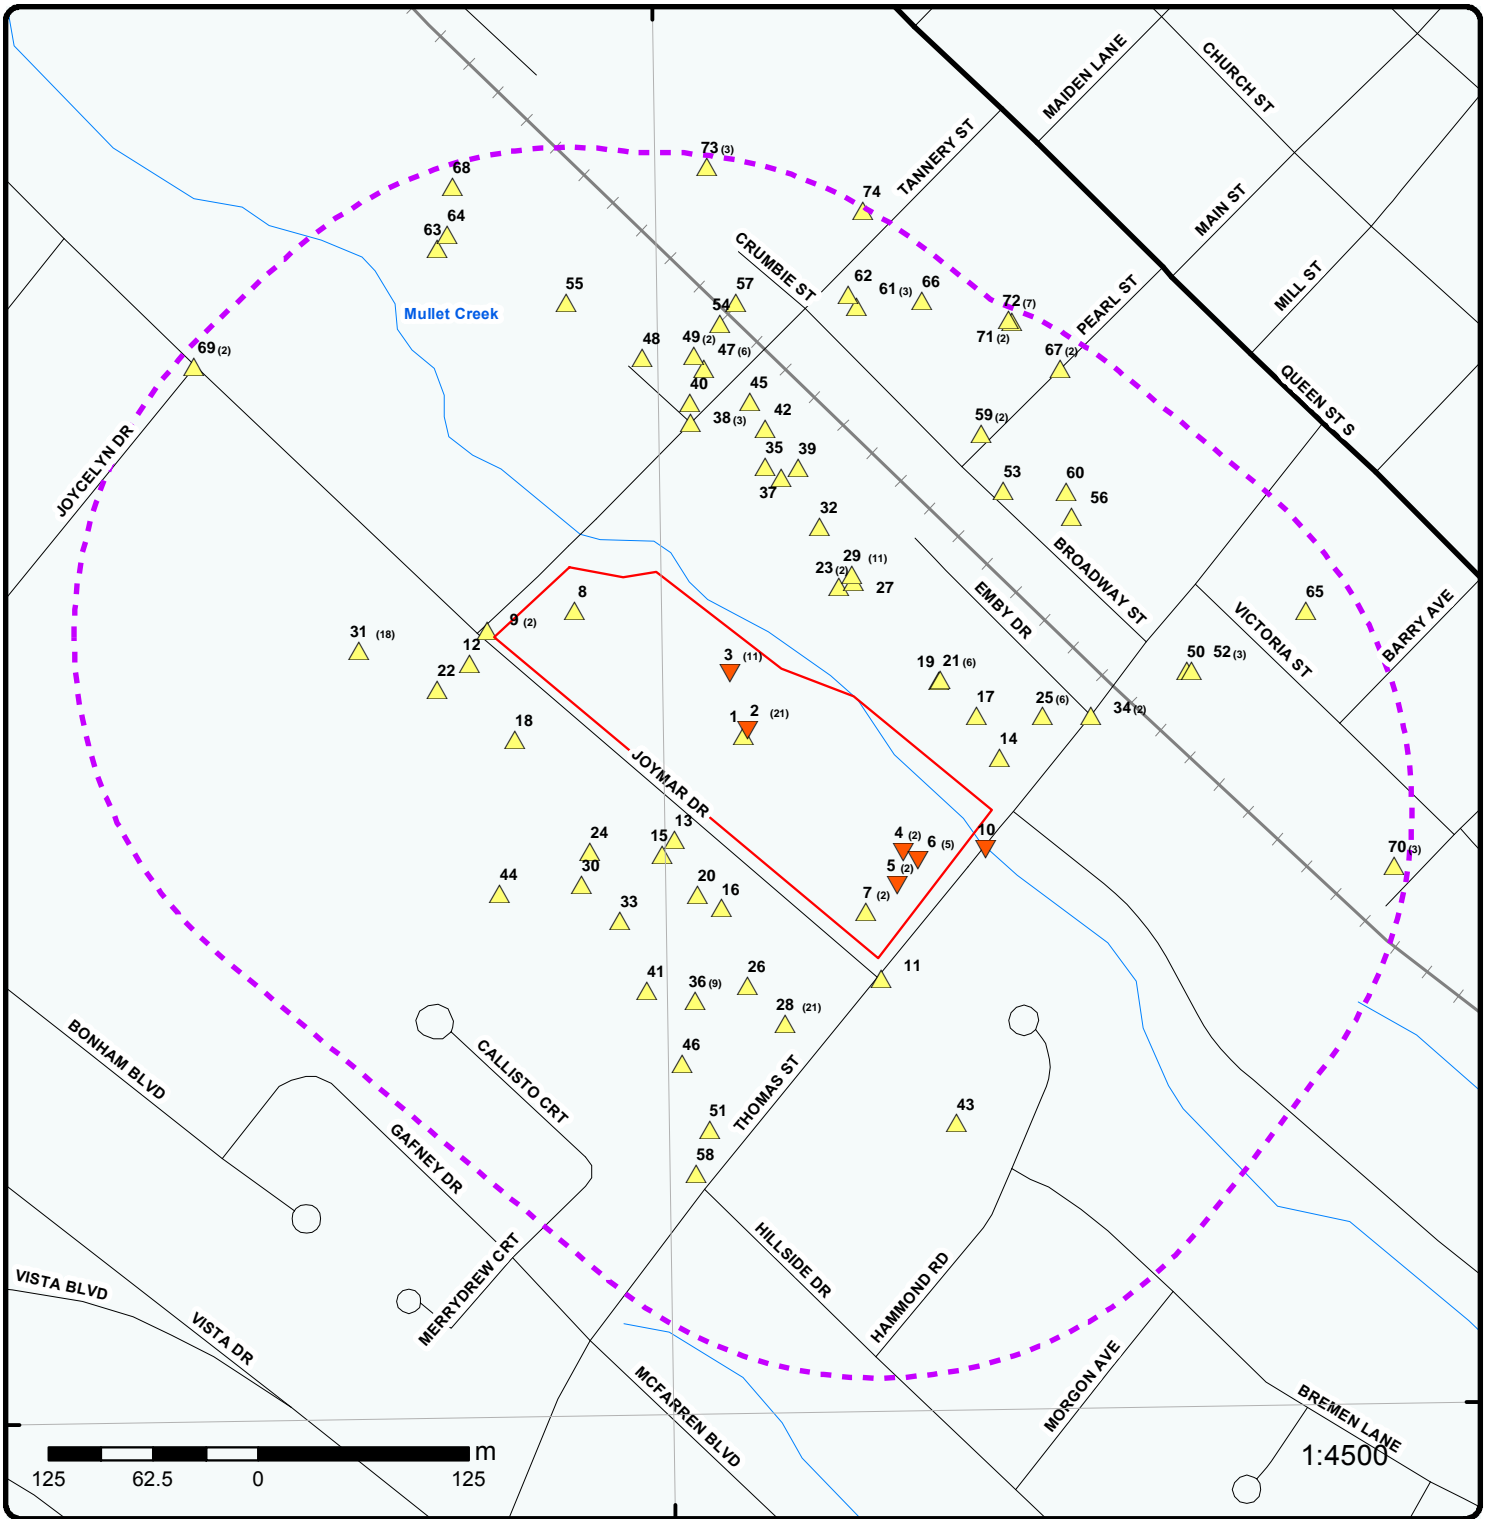 MAIDEN LANE
CHURCH ST
TANNERY ST
73 (3)
68
74
MAIN ST
64
63
CRUMBIE ST
MILL ST
55
57
62
61 (3)
66
72 (7)
PEARL ST
Mullet Creek
54
71 (2)
69 (2)
48
49 (2)
47 (6)
67 (2)
40
45
QUEEN ST S
38 (3)
42
59 (2)
JOYCELYN DR
35
39
37
53
60
56
32
29 (11)
23 (2)
27
BROADWAY ST
EMBY DR
8
9 (2)
65
VICTORIA ST
BARRY AVE
31 (18)
12
22
3 (11)
19
21 (6)
50
52 (3)
18
1
2 (21)
17
25 (6)
34 (2)
14
JOYMAR DR
13
15
24
4 (2)
6 (5)
10
70 (3)
5 (2)
30
44
20
16
7 (2)
33
11
26
41
36 (9)
28 (21)
BONHAM BLVD
CALLISTO CRT
46
THOMAS ST
43
51
GAFNEY DR
58
HILLSIDE DR
MERRYDREW CRT
HAMMOND RD
VISTA BLVD
VISTA DR
MORGON AVE
MCFARREN BLVD
BREMEN LANE
m
1:4500
125 62.5 0 125